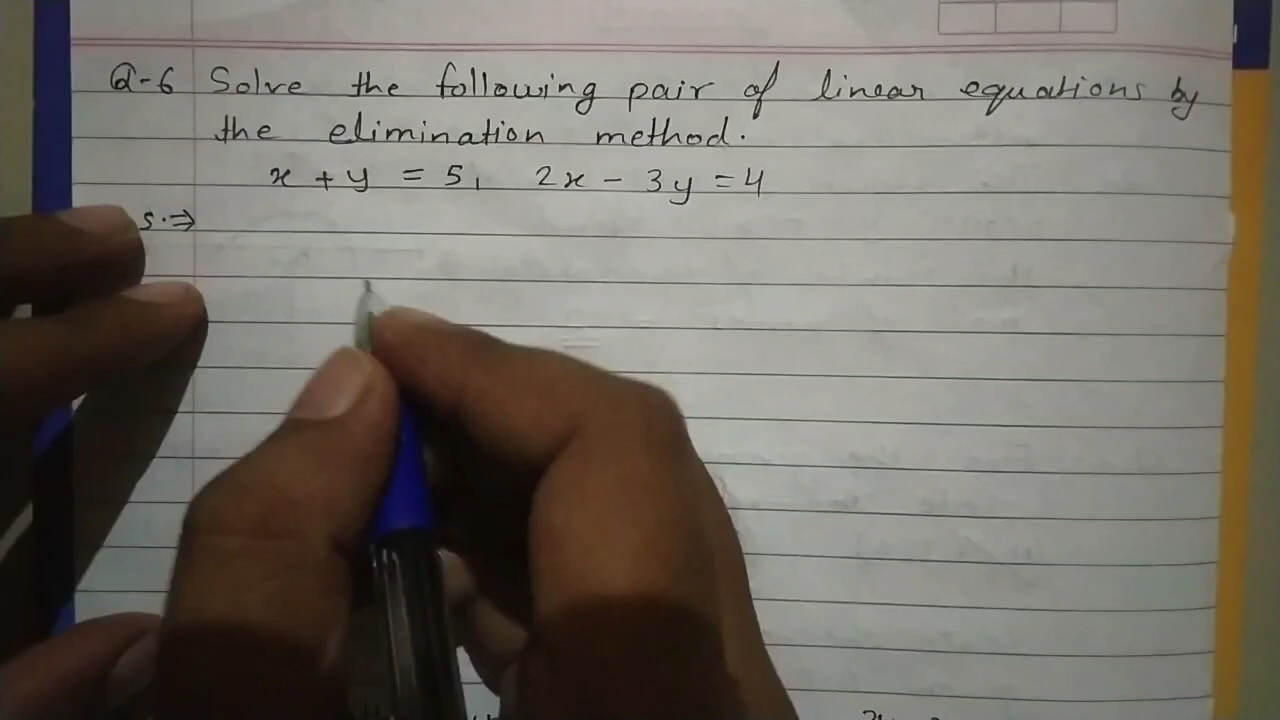 Q-6 Solve the following pair of linear equations by
the elimination method.
x + y = 5, 2x - 3y = 4
S.⇒